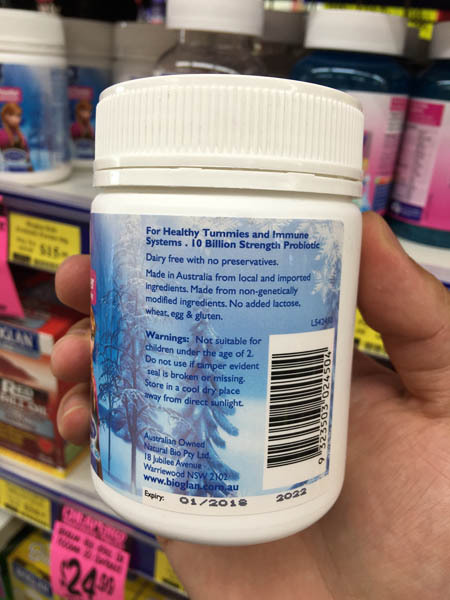 For Healthy Tummies and Immune
Systems . 10 Billion Strength Probiotic
Dairy free with no preservatives.
Made in Australia from local and imported
ingredients. Made from non-genetically
modified ingredients. No added lactose,
wheat, egg & gluten.
Warnings: Not suitable for
children under the age of 2.
Do not use if tamper evident
seal is broken or missing.
Store in a cool dry place
away from direct sunlight.
Australian Owned
Natural Bio Pty Ltd.
18 Jubilee Avenue
Warriewood NSW 2102
www.bioglan.com.au
Expiry: 01/2018 2022
9 323503 024504
$24.99